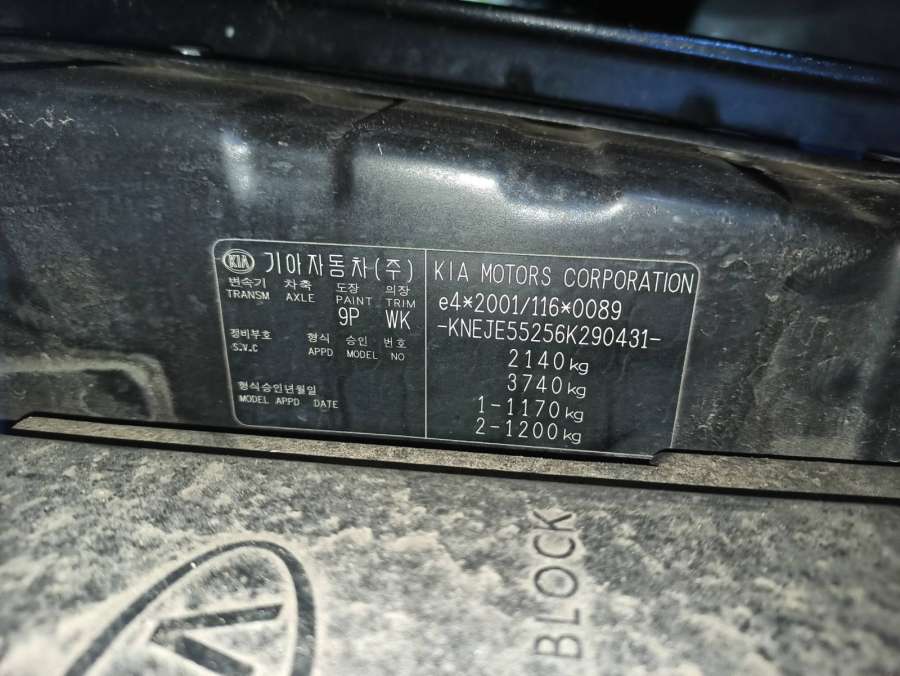 KIA 기아자동차(주)
변속기 차축 도장 의장
TRANSM AXLE PAINT TRIM
9P WK
정비부호 형식 승인 번호
S.V.C APPD MODEL NO
형식승인년월일
MODEL APPD DATE
KIA MOTORS CORPORATION
e4*2001/116*0089
-KNEJE55256K290431-
2140kg
3740kg
1-1170kg
2-1200kg
BLOCK